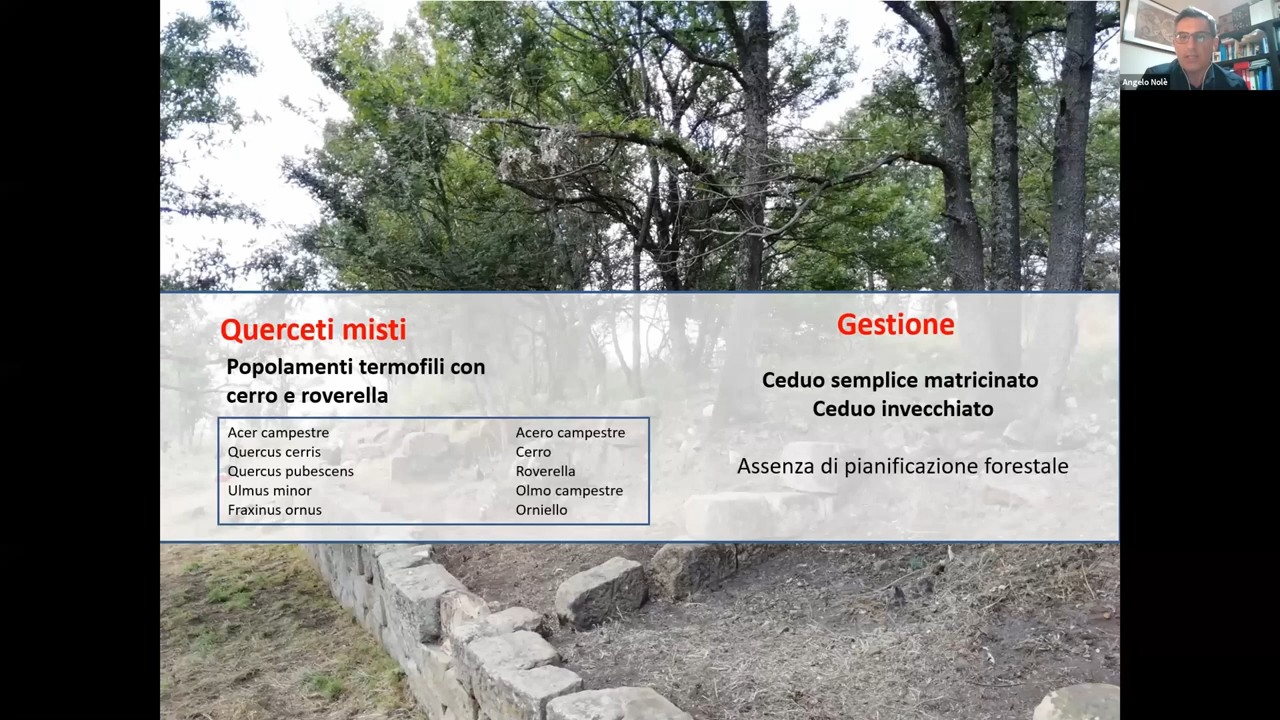 Angelo Nolè
Querceti misti
Popolamenti termofili con
cerro e roverella
Acer campestre
Quercus cerris
Quercus pubescens
Ulmus minor
Fraxinus ornus
Acero campestre
Cerro
Roverella
Olmo campestre
Orniello
Gestione
Ceduo semplice matricinato
Ceduo invecchiato
Assenza di pianificazione forestale